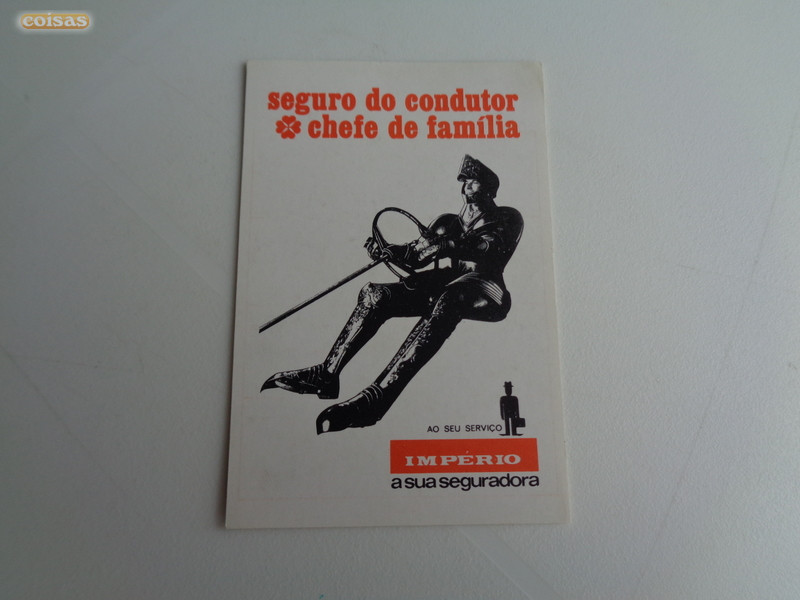 coisas
seguro do condutor
chefe de família
AO SEU SERVIÇO
IMPÉRIO
a sua seguradora